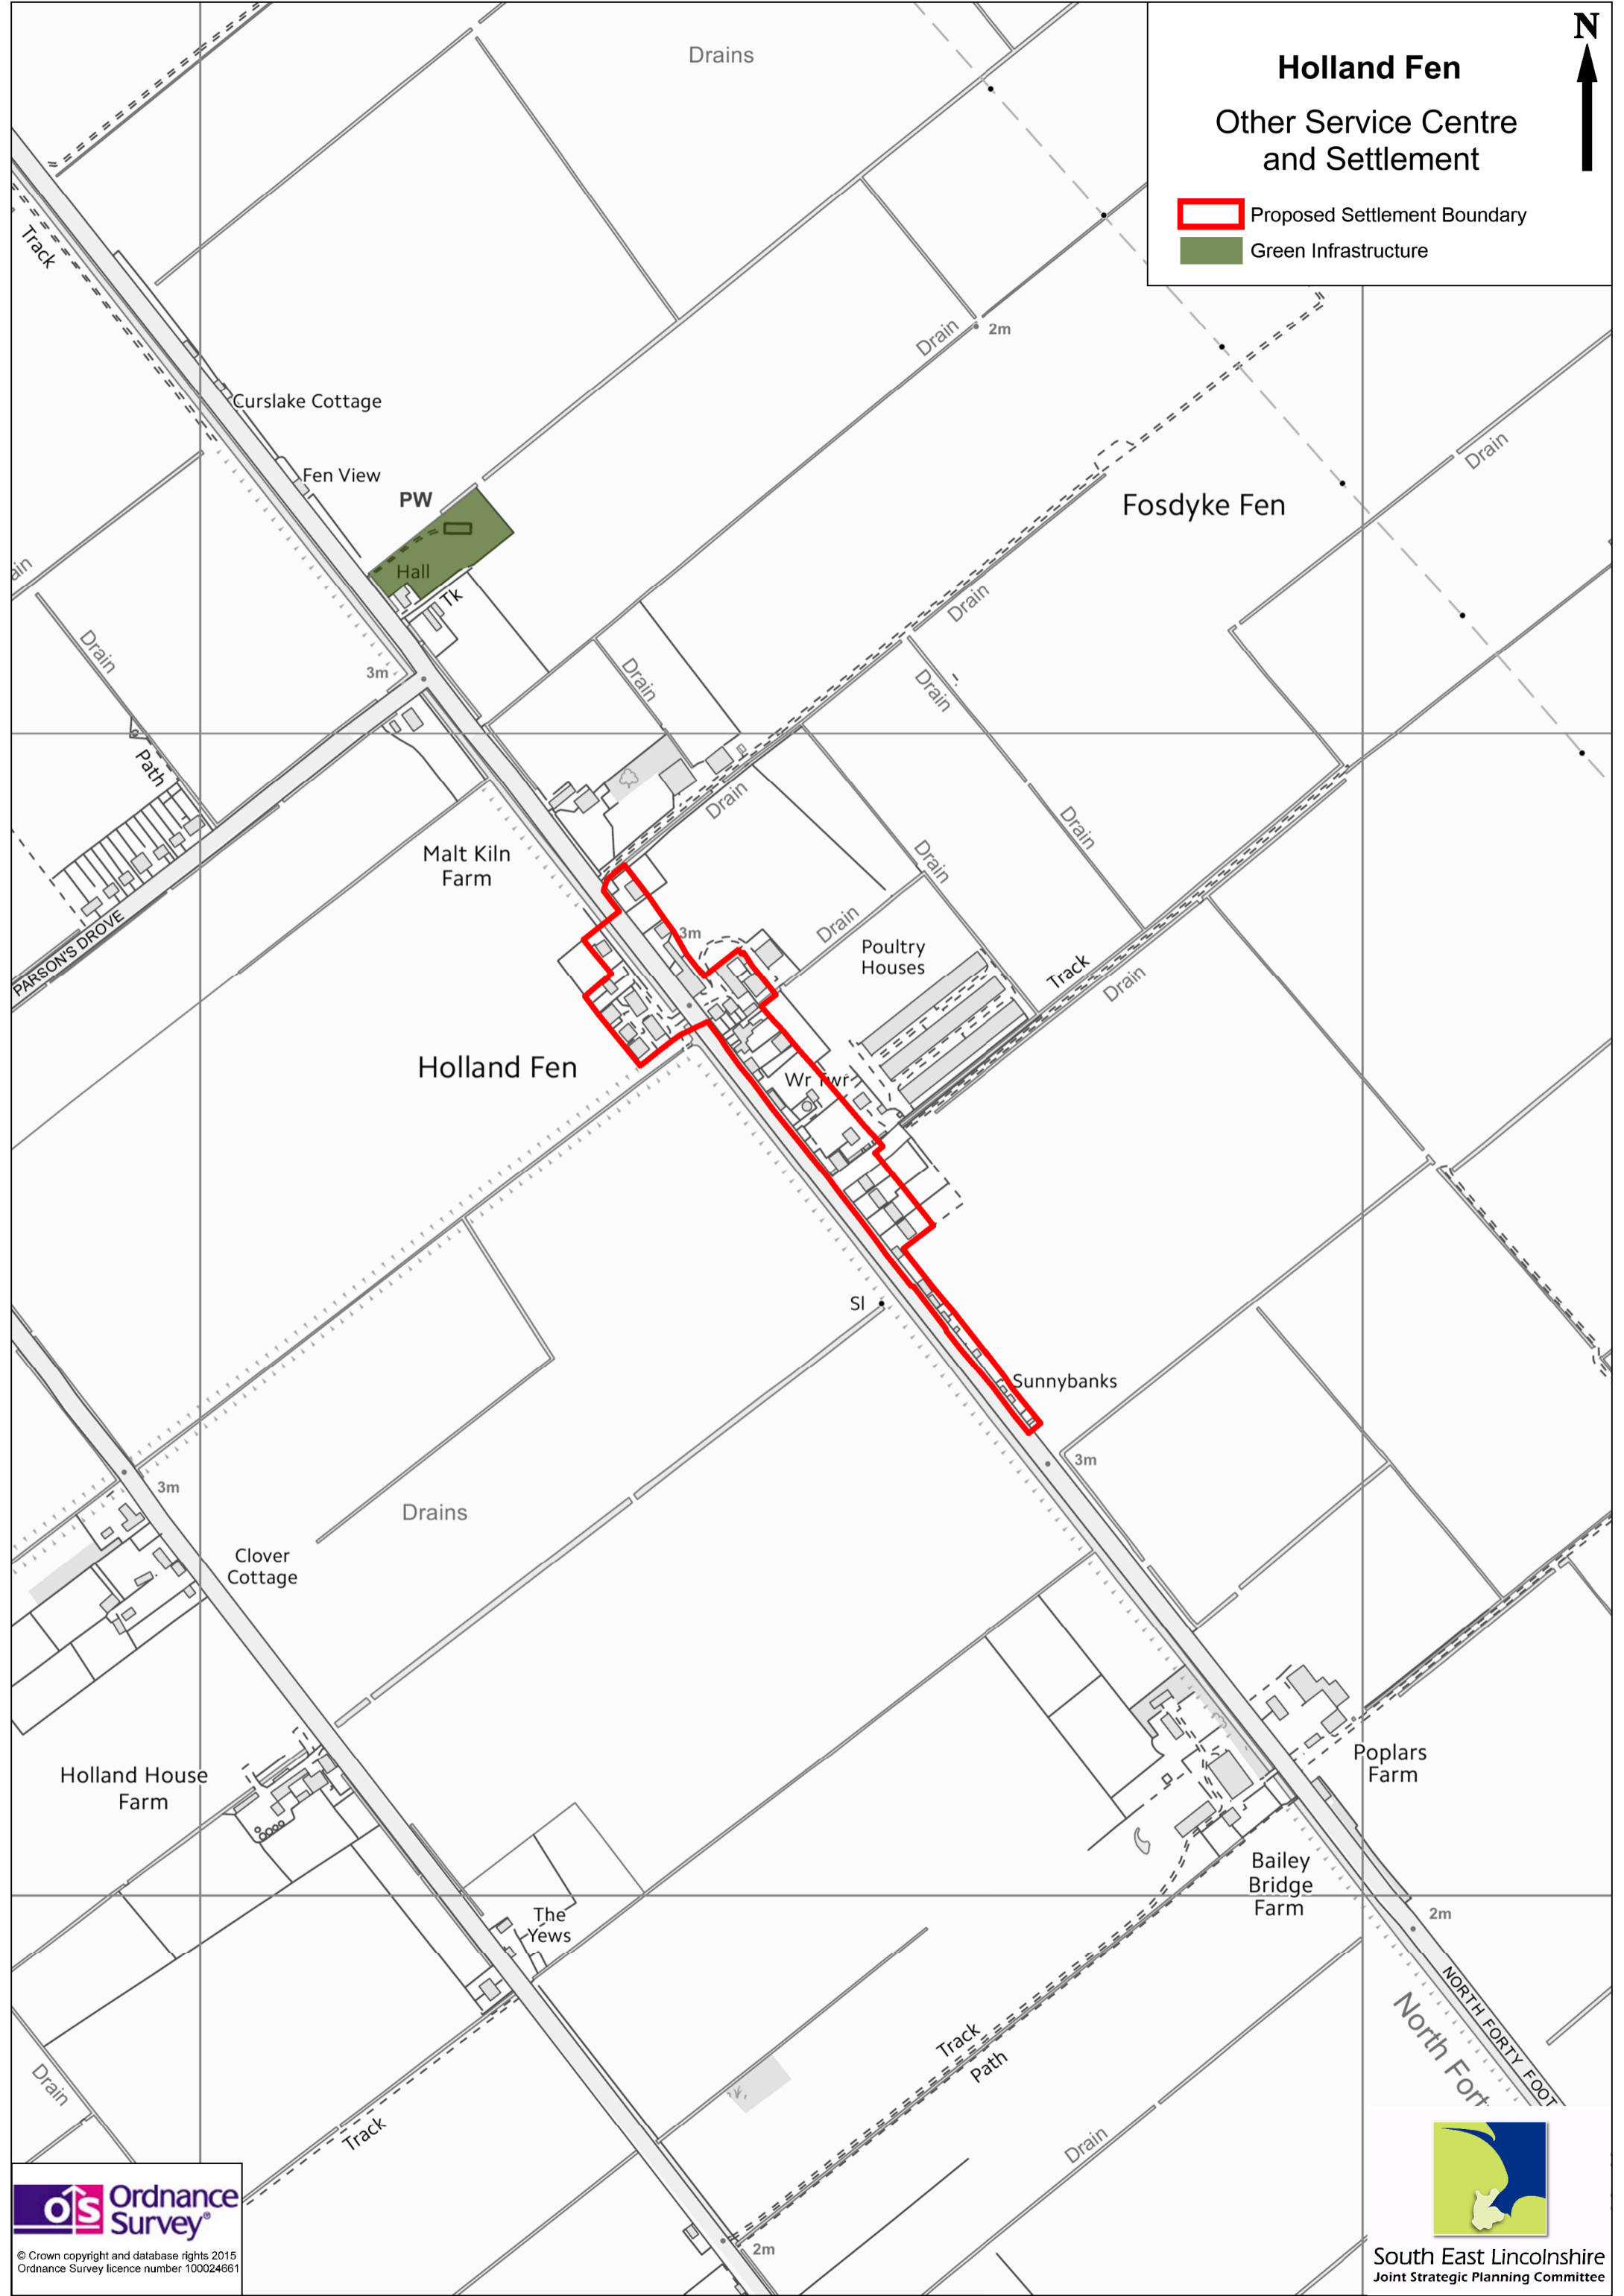 Drains
N
Holland Fen
Other Service Centre
and Settlement
Proposed Settlement Boundary
Green Infrastructure
Track
Drain
2m
Curslake Cottage
Drain
Fen View
PW
Fosdyke Fen
ain
Hall
Tk
Drain
Drain
3m
Drain
Drain
Path
Drain
Drain
Malt Kiln
Farm
Drain
PARSON'S DROVE
3m
Drain
Poultry
Houses
Track
Drain
Holland Fen
Wr Twr
Sl
Sunnybanks
3m
3m
Drains
Clover
Cottage
Holland House
Farm
Poplars
Farm
Bailey
Bridge
Farm
The
Yews
2m
NORTH FORTY FOOT
North Fort
Track
Path
Drain
Track
Drain
2m
OS Ordnance
Survey®
© Crown copyright and database rights 2015
Ordnance Survey licence number 100024661
South East Lincolnshire
Joint Strategic Planning Committee